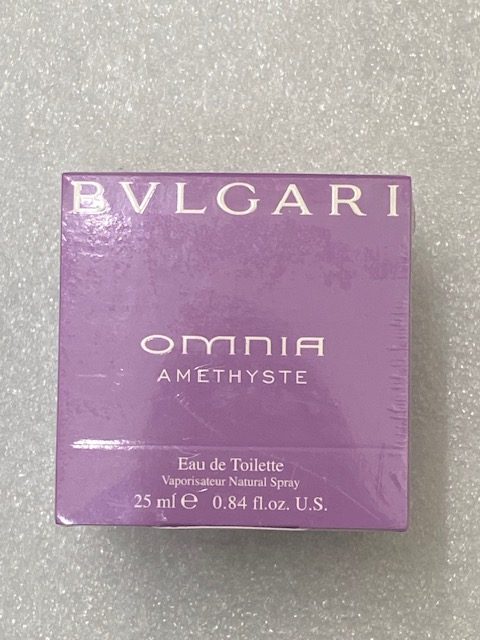 BVLGARI
OMNIA
AMETHYSTE
Eau de Toilette
Vaporisateur Natural Spray
25 ml ℮ 0.84 fl.oz. U.S.